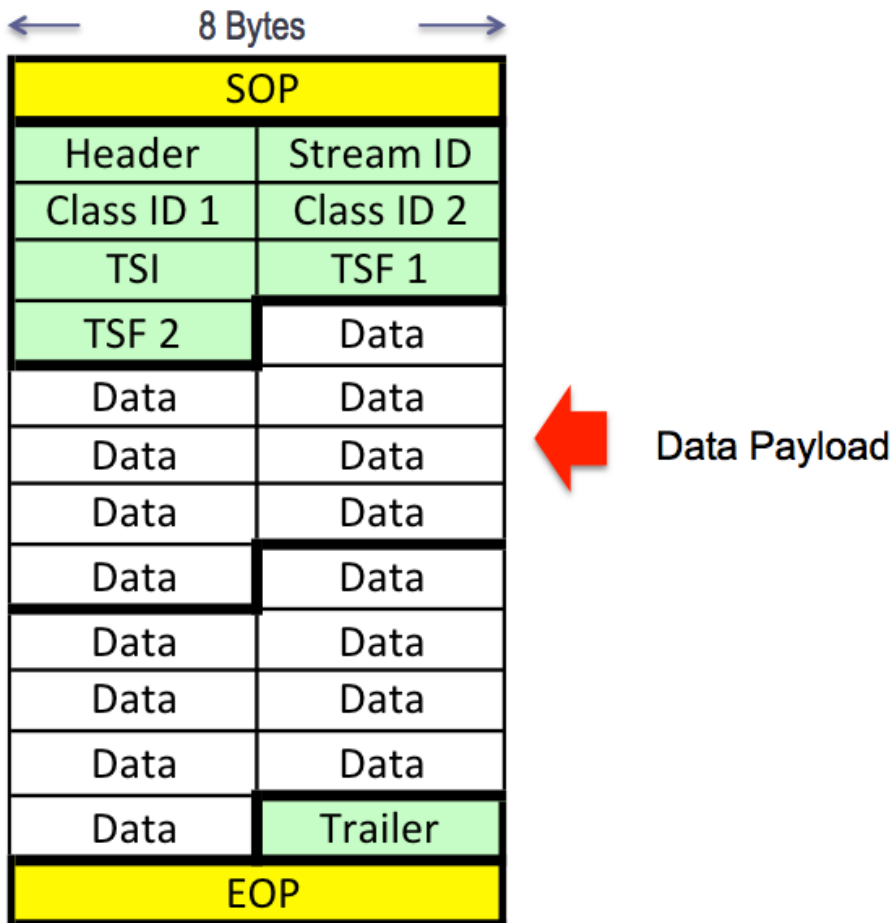 8 Bytes
SOP
Header Stream ID
Class ID 1 Class ID 2
TSI TSF 1
TSF 2 Data
Data Data
Data Data
Data Payload
Data Data
Data Data
Data Data
Data Data
Data Data
Data Trailer
EOP